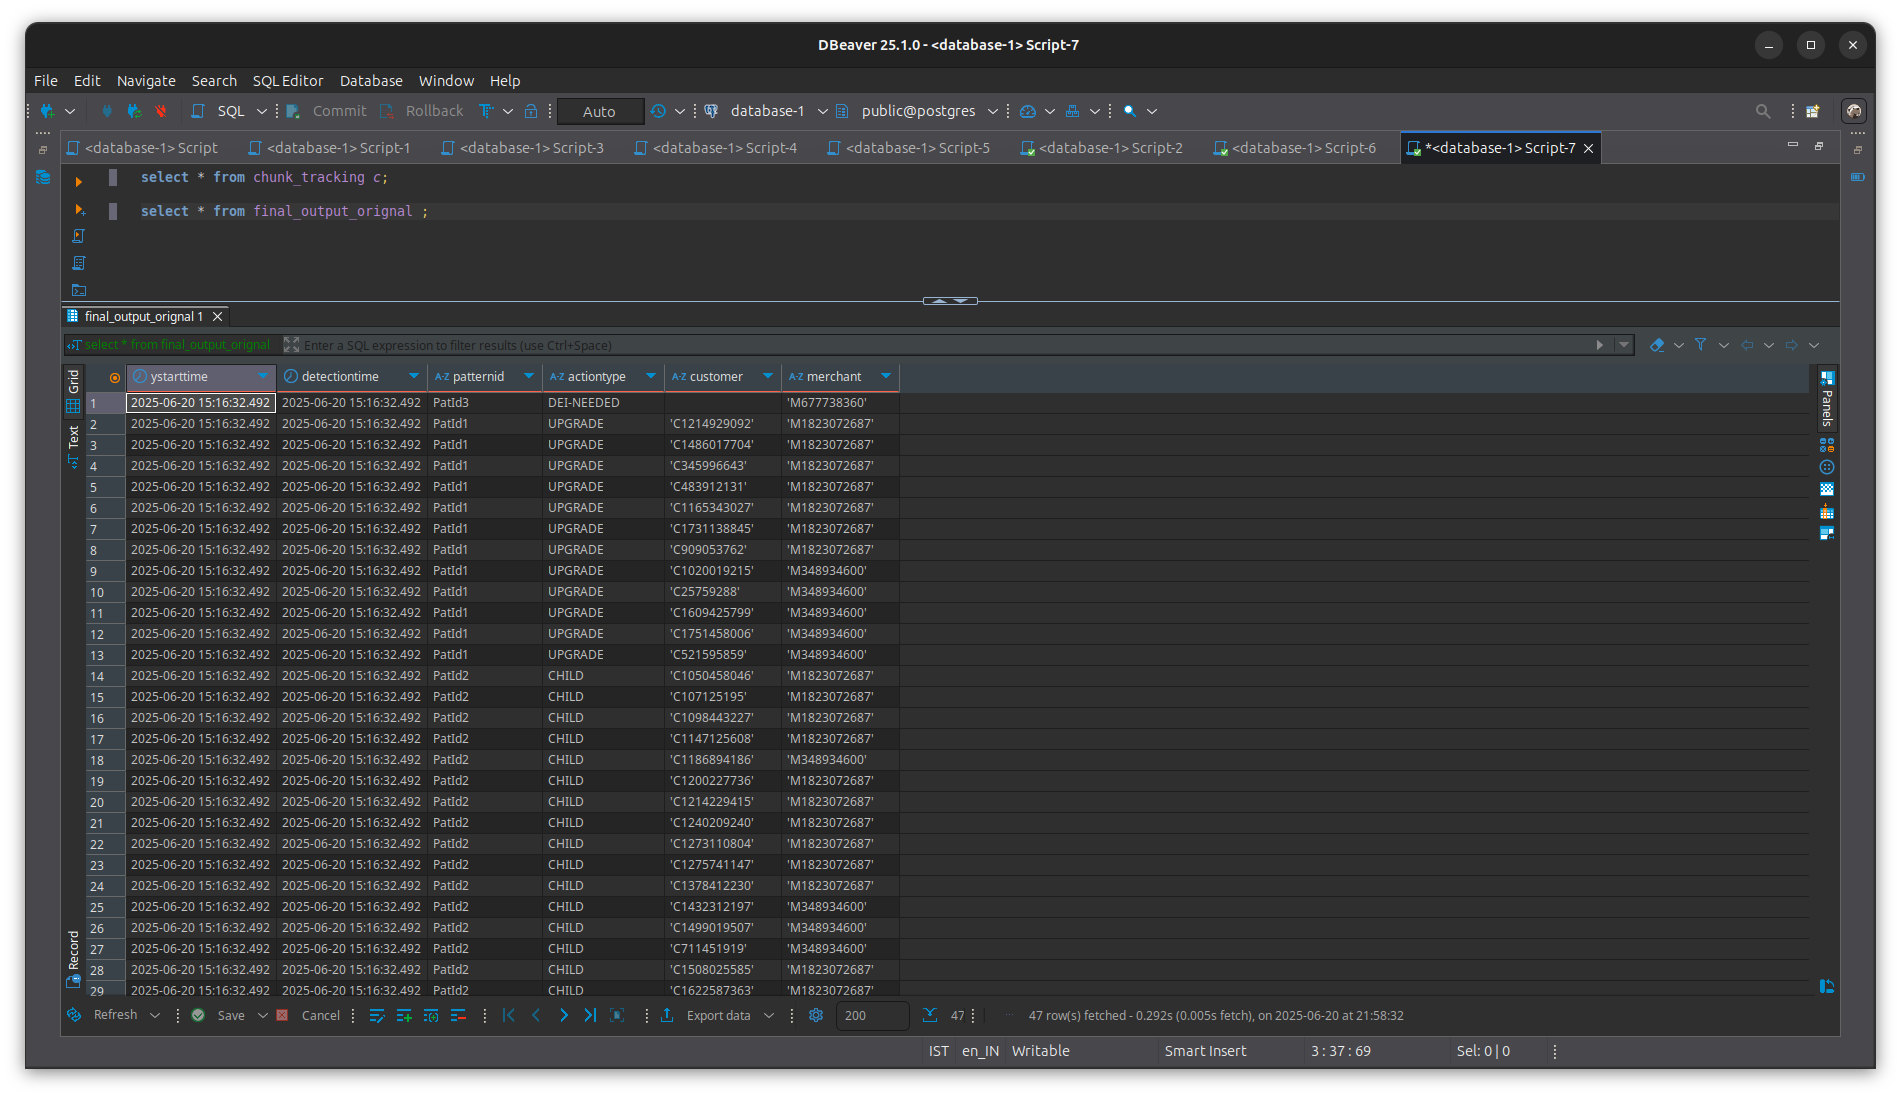 DBeaver 25.1.0 - <database-1> Script-7
File Edit Navigate Search SQL Editor Database Window Help
SQL Commit Rollback Auto database-1 public@postgres
<database-1> Script <database-1> Script-1 <database-1> Script-3 <database-1> Script-4 <database-1> Script-5 <database-1> Script-2 <database-1> Script-6 *<database-1> Script-7
select * from chunk_tracking c;
select * from final_output_orignal ;
final_output_orignal 1
select * from final_output_orignal Enter a SQL expression to filter results (use Ctrl+Space)
Grid
Text
Record
Panels
ystarttime detectiontime patternid actiontype customer merchant
1 2025-06-20 15:16:32.492 2025-06-20 15:16:32.492 PatId3 DEI-NEEDED 'M677738360'
2 2025-06-20 15:16:32.492 2025-06-20 15:16:32.492 PatId1 UPGRADE 'C1214929092' 'M1823072687'
3 2025-06-20 15:16:32.492 2025-06-20 15:16:32.492 PatId1 UPGRADE 'C1486017704' 'M1823072687'
4 2025-06-20 15:16:32.492 2025-06-20 15:16:32.492 PatId1 UPGRADE 'C345996643' 'M1823072687'
5 2025-06-20 15:16:32.492 2025-06-20 15:16:32.492 PatId1 UPGRADE 'C483912131' 'M1823072687'
6 2025-06-20 15:16:32.492 2025-06-20 15:16:32.492 PatId1 UPGRADE 'C1165343027' 'M1823072687'
7 2025-06-20 15:16:32.492 2025-06-20 15:16:32.492 PatId1 UPGRADE 'C1731138845' 'M1823072687'
8 2025-06-20 15:16:32.492 2025-06-20 15:16:32.492 PatId1 UPGRADE 'C909053762' 'M1823072687'
9 2025-06-20 15:16:32.492 2025-06-20 15:16:32.492 PatId1 UPGRADE 'C1020019215' 'M348934600'
10 2025-06-20 15:16:32.492 2025-06-20 15:16:32.492 PatId1 UPGRADE 'C25759288' 'M348934600'
11 2025-06-20 15:16:32.492 2025-06-20 15:16:32.492 PatId1 UPGRADE 'C1609425799' 'M348934600'
12 2025-06-20 15:16:32.492 2025-06-20 15:16:32.492 PatId1 UPGRADE 'C1751458006' 'M348934600'
13 2025-06-20 15:16:32.492 2025-06-20 15:16:32.492 PatId1 UPGRADE 'C521595859' 'M348934600'
14 2025-06-20 15:16:32.492 2025-06-20 15:16:32.492 PatId2 CHILD 'C1050458046' 'M1823072687'
15 2025-06-20 15:16:32.492 2025-06-20 15:16:32.492 PatId2 CHILD 'C107125195' 'M1823072687'
16 2025-06-20 15:16:32.492 2025-06-20 15:16:32.492 PatId2 CHILD 'C1098443227' 'M1823072687'
17 2025-06-20 15:16:32.492 2025-06-20 15:16:32.492 PatId2 CHILD 'C1147125608' 'M1823072687'
18 2025-06-20 15:16:32.492 2025-06-20 15:16:32.492 PatId2 CHILD 'C1186894186' 'M348934600'
19 2025-06-20 15:16:32.492 2025-06-20 15:16:32.492 PatId2 CHILD 'C1200227736' 'M1823072687'
20 2025-06-20 15:16:32.492 2025-06-20 15:16:32.492 PatId2 CHILD 'C1214229415' 'M1823072687'
21 2025-06-20 15:16:32.492 2025-06-20 15:16:32.492 PatId2 CHILD 'C1240209240' 'M1823072687'
22 2025-06-20 15:16:32.492 2025-06-20 15:16:32.492 PatId2 CHILD 'C1273110804' 'M1823072687'
23 2025-06-20 15:16:32.492 2025-06-20 15:16:32.492 PatId2 CHILD 'C1275741147' 'M1823072687'
24 2025-06-20 15:16:32.492 2025-06-20 15:16:32.492 PatId2 CHILD 'C1378412230' 'M1823072687'
25 2025-06-20 15:16:32.492 2025-06-20 15:16:32.492 PatId2 CHILD 'C1432312197' 'M348934600'
26 2025-06-20 15:16:32.492 2025-06-20 15:16:32.492 PatId2 CHILD 'C1499019507' 'M348934600'
27 2025-06-20 15:16:32.492 2025-06-20 15:16:32.492 PatId2 CHILD 'C711451919' 'M348934600'
28 2025-06-20 15:16:32.492 2025-06-20 15:16:32.492 PatId2 CHILD 'C1508025585' 'M1823072687'
29 2025-06-20 15:16:32.492 2025-06-20 15:16:32.492 PatId2 CHILD 'C1622587363' 'M1823072687'
Refresh Save Cancel Export data 200 47 47 row(s) fetched - 0.292s (0.005s fetch), on 2025-06-20 at 21:58:32
IST en_IN Writable Smart Insert 3 : 37 : 69 Sel: 0 | 0